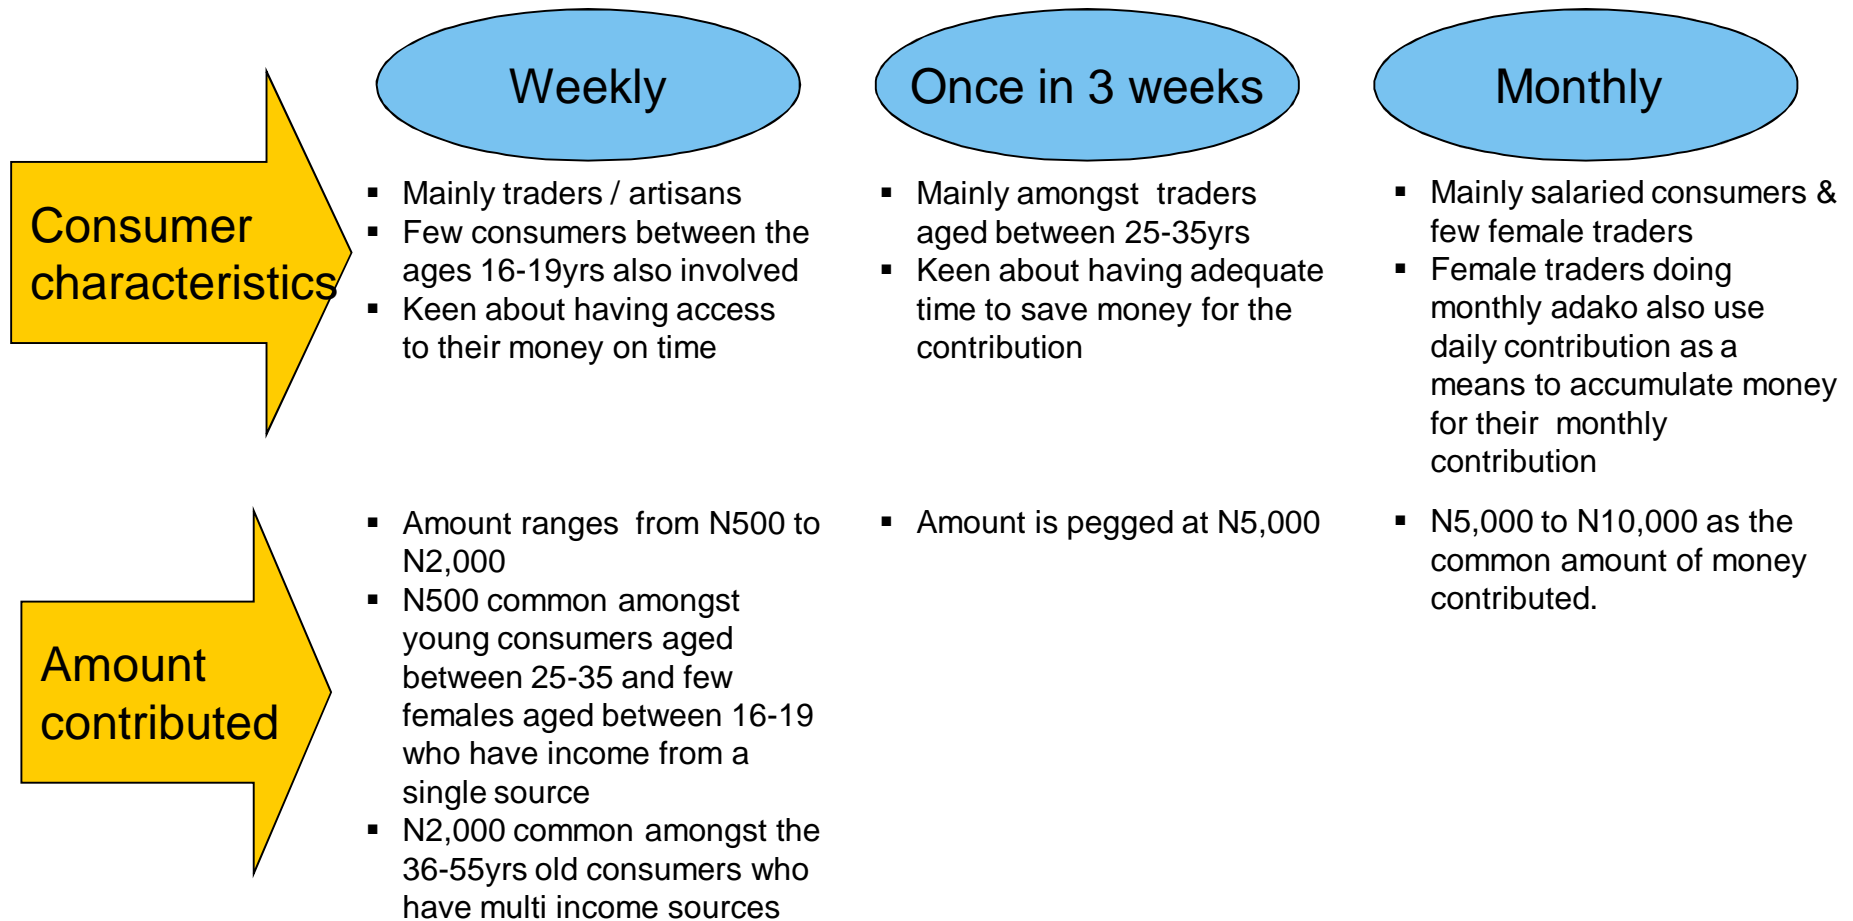 Weekly
Once in 3 weeks
Monthly
Consumer
characteristics
▪ Mainly traders / artisans
▪ Few consumers between the
ages 16-19yrs also involved
▪ Keen about having access
to their money on time
▪ Mainly amongst traders
aged between 25-35yrs
▪ Keen about having adequate
time to save money for the
contribution
▪ Mainly salaried consumers &
few female traders
▪ Female traders doing
monthly adako also use
daily contribution as a
means to accumulate money
for their monthly
contribution
Amount
contributed
▪ Amount ranges from N500 to
N2,000
▪ N500 common amongst
young consumers aged
between 25-35 and few
females aged between 16-19
who have income from a
single source
▪ N2,000 common amongst the
36-55yrs old consumers who
have multi income sources
▪ Amount is pegged at N5,000
▪ N5,000 to N10,000 as the
common amount of money
contributed.